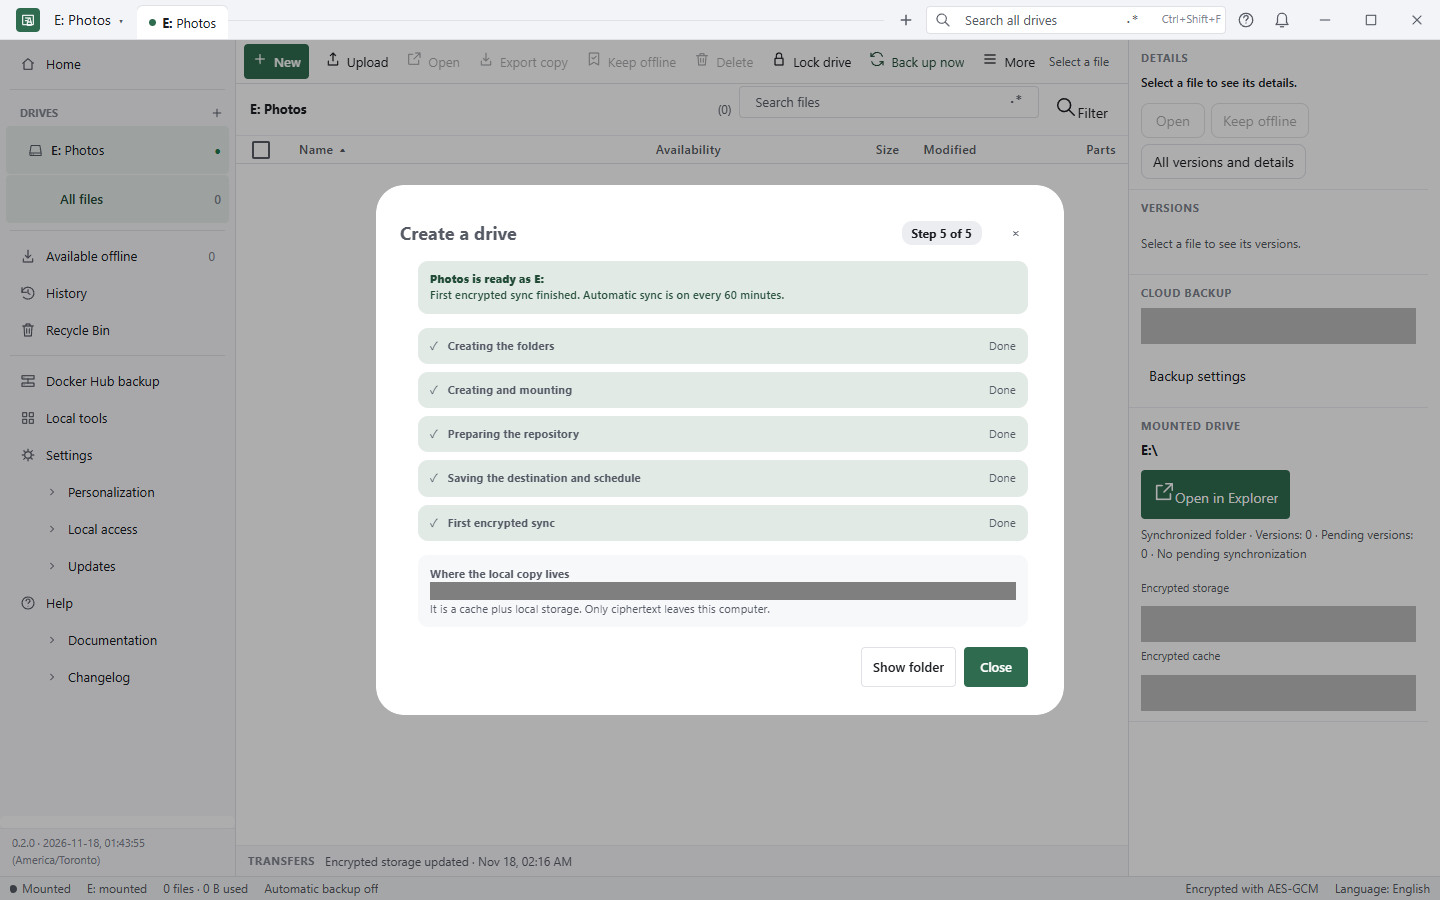 E: Photos
E: Photos
Search all drives
.*
Ctrl+Shift+F
Home
DRIVES
E: Photos
All files
0
Available offline
0
History
Recycle Bin
Docker Hub backup
Local tools
Settings
Personalization
Local access
Updates
Help
Documentation
Changelog
0.2.0 · 2026-11-18, 01:43:55
(America/Toronto)
New
Upload
Open
Export copy
Keep offline
Delete
Lock drive
Back up now
More
Select a file
E: Photos
(0)
Search files
.*
Filter
Name
Availability
Size
Modified
Parts
Create a drive
Step 5 of 5
Photos is ready as E:
First encrypted sync finished. Automatic sync is on every 60 minutes.
Creating the folders
Done
Creating and mounting
Done
Preparing the repository
Done
Saving the destination and schedule
Done
First encrypted sync
Done
Where the local copy lives
It is a cache plus local storage. Only ciphertext leaves this computer.
Show folder
Close
DETAILS
Select a file to see its details.
Open
Keep offline
All versions and details
VERSIONS
Select a file to see its versions.
CLOUD BACKUP
Backup settings
MOUNTED DRIVE
E:\
Open in Explorer
Synchronized folder · Versions: 0 · Pending versions:
0 · No pending synchronization
Encrypted storage
Encrypted cache
TRANSFERS
Encrypted storage updated · Nov 18, 02:16 AM
Mounted
E: mounted
0 files · 0 B used
Automatic backup off
Encrypted with AES-GCM
Language: English